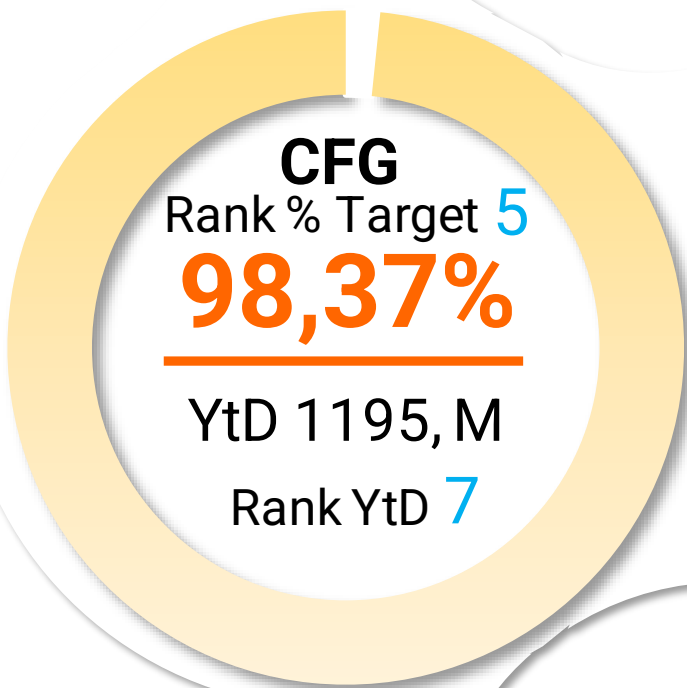 CFG
Rank % Target 5
98,37%
YtD 1195, M
Rank YtD 7